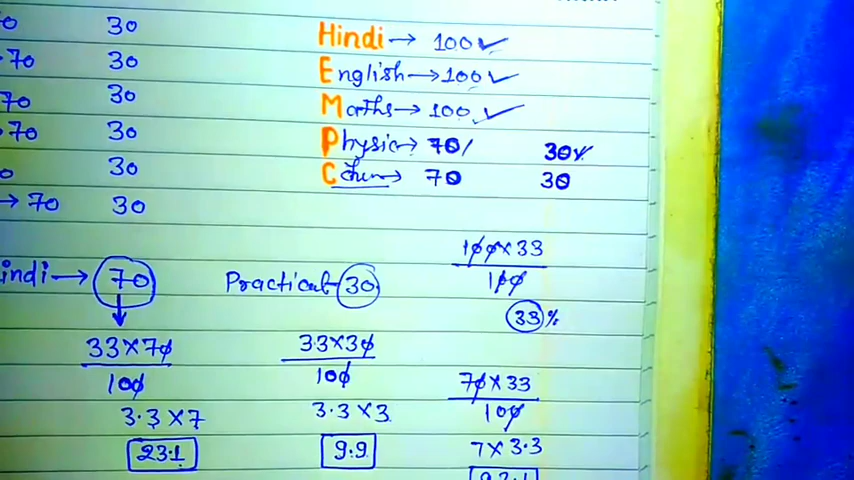 30
Hindi → 100 ✓
70 30
English → 100 ✓
70 30
Maths → 100 ✓
70 30
Physic → 70/ 30✓
30
Chem → 70 30
→ 70 30
indi → 70 Practical 30
100×33
100
33 %
33×70
100
3.3 ×7
23.1
33×30
100
3.3 ×3
9.9
70×33
100
7×3.3